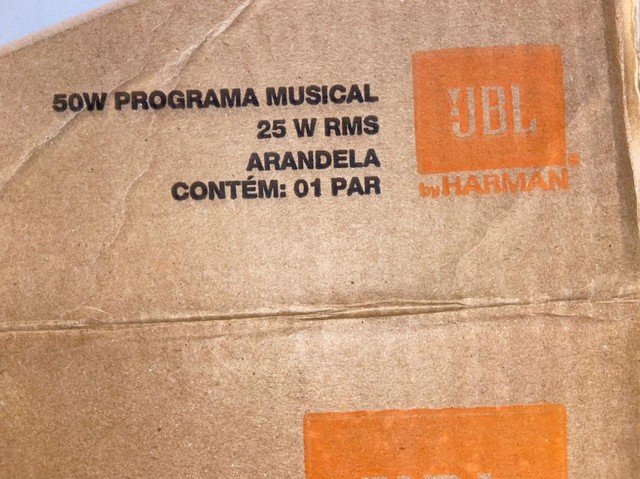 50W PROGRAMA MUSICAL
25 W RMS
ARANDELA
CONTÉM: 01 PAR
JBL
by HARMAN